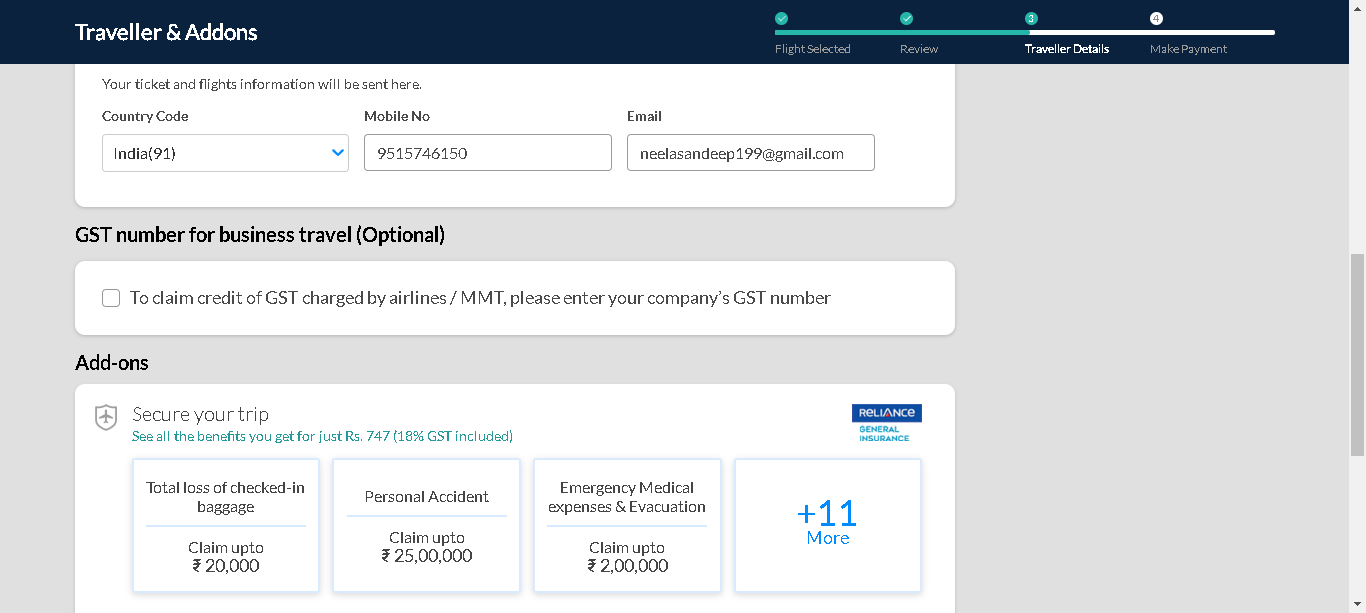 Traveller & Addons
3
4
Flight Selected
Review
Traveller Details
Make Payment
Your ticket and flights information will be sent here.
Country Code
Mobile No
Email
India(91)
9515746150
neelasandeep199@gmail.com
GST number for business travel (Optional)
To claim credit of GST charged by airlines / MMT, please enter your company's GST number
Add-ons
Secure your trip
See all the benefits you get for just Rs. 747 (18% GST included)
RELIANCE
GENERAL
INSURANCE
Total loss of checked-in
baggage
Claim upto
₹ 20,000
Personal Accident
Claim upto
₹ 25,00,000
Emergency Medical
expenses & Evacuation
Claim upto
₹ 2,00,000
+11
More